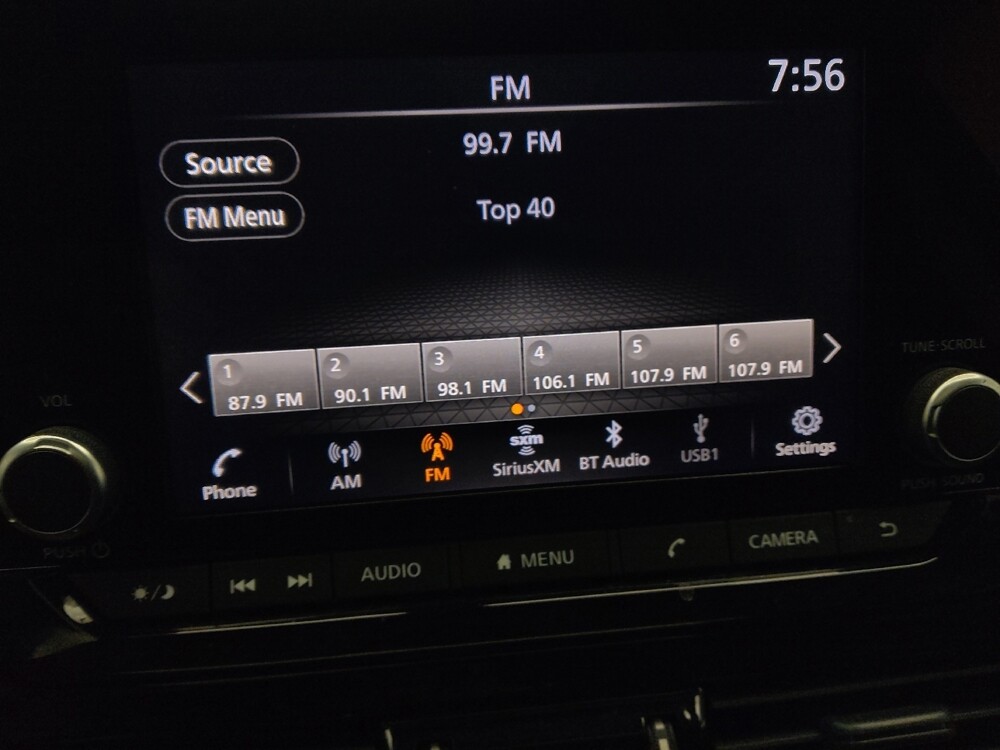 FM
7:56
99.7 FM
Source
Top 40
FM Menu
1 2 3 4 5 6
87.9 FM 90.1 FM 98.1 FM 106.1 FM 107.9 FM 107.9 FM
TUNE·SCROLL
VOL
Phone AM FM sxm SiriusXM BT Audio USB1 Settings
PUSH SOUND
PUSH
AUDIO MENU CAMERA